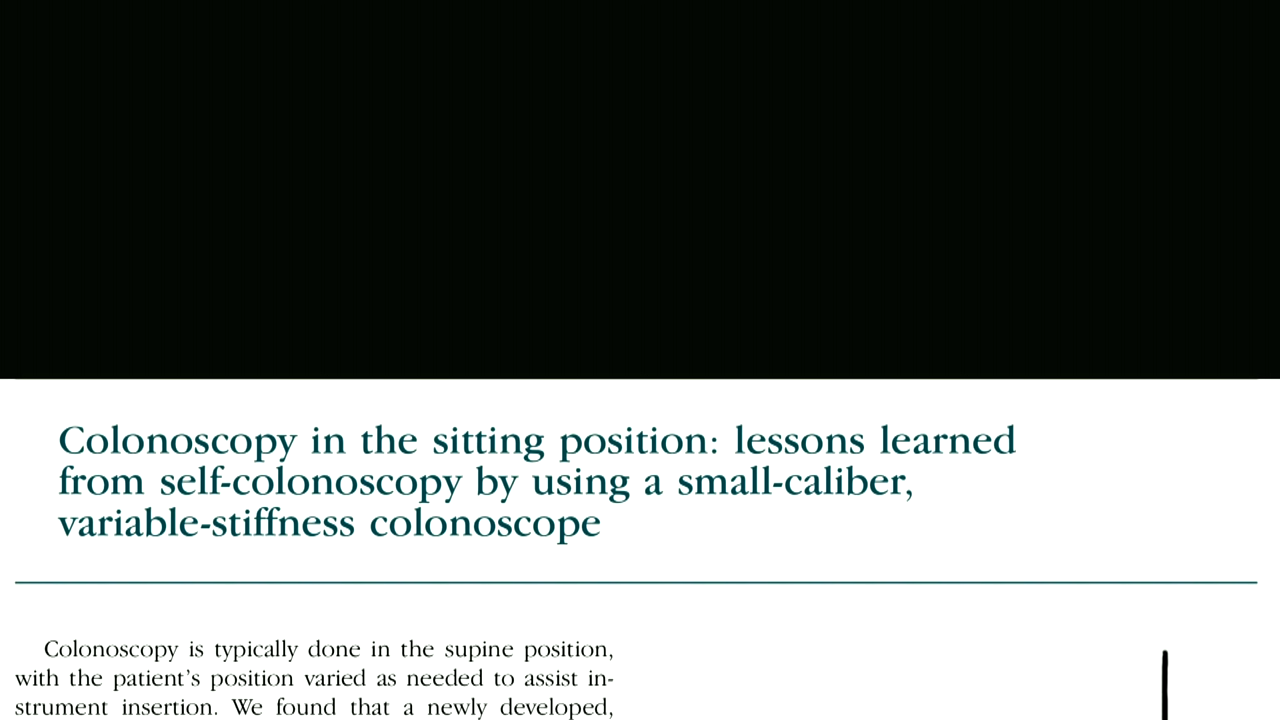 Colonoscopy in the sitting position: lessons learned
from self-colonoscopy by using a small-caliber,
variable-stiffness colonoscope
Colonoscopy is typically done in the supine position,
with the patient's position varied as needed to assist in-
strument insertion. We found that a newly developed,